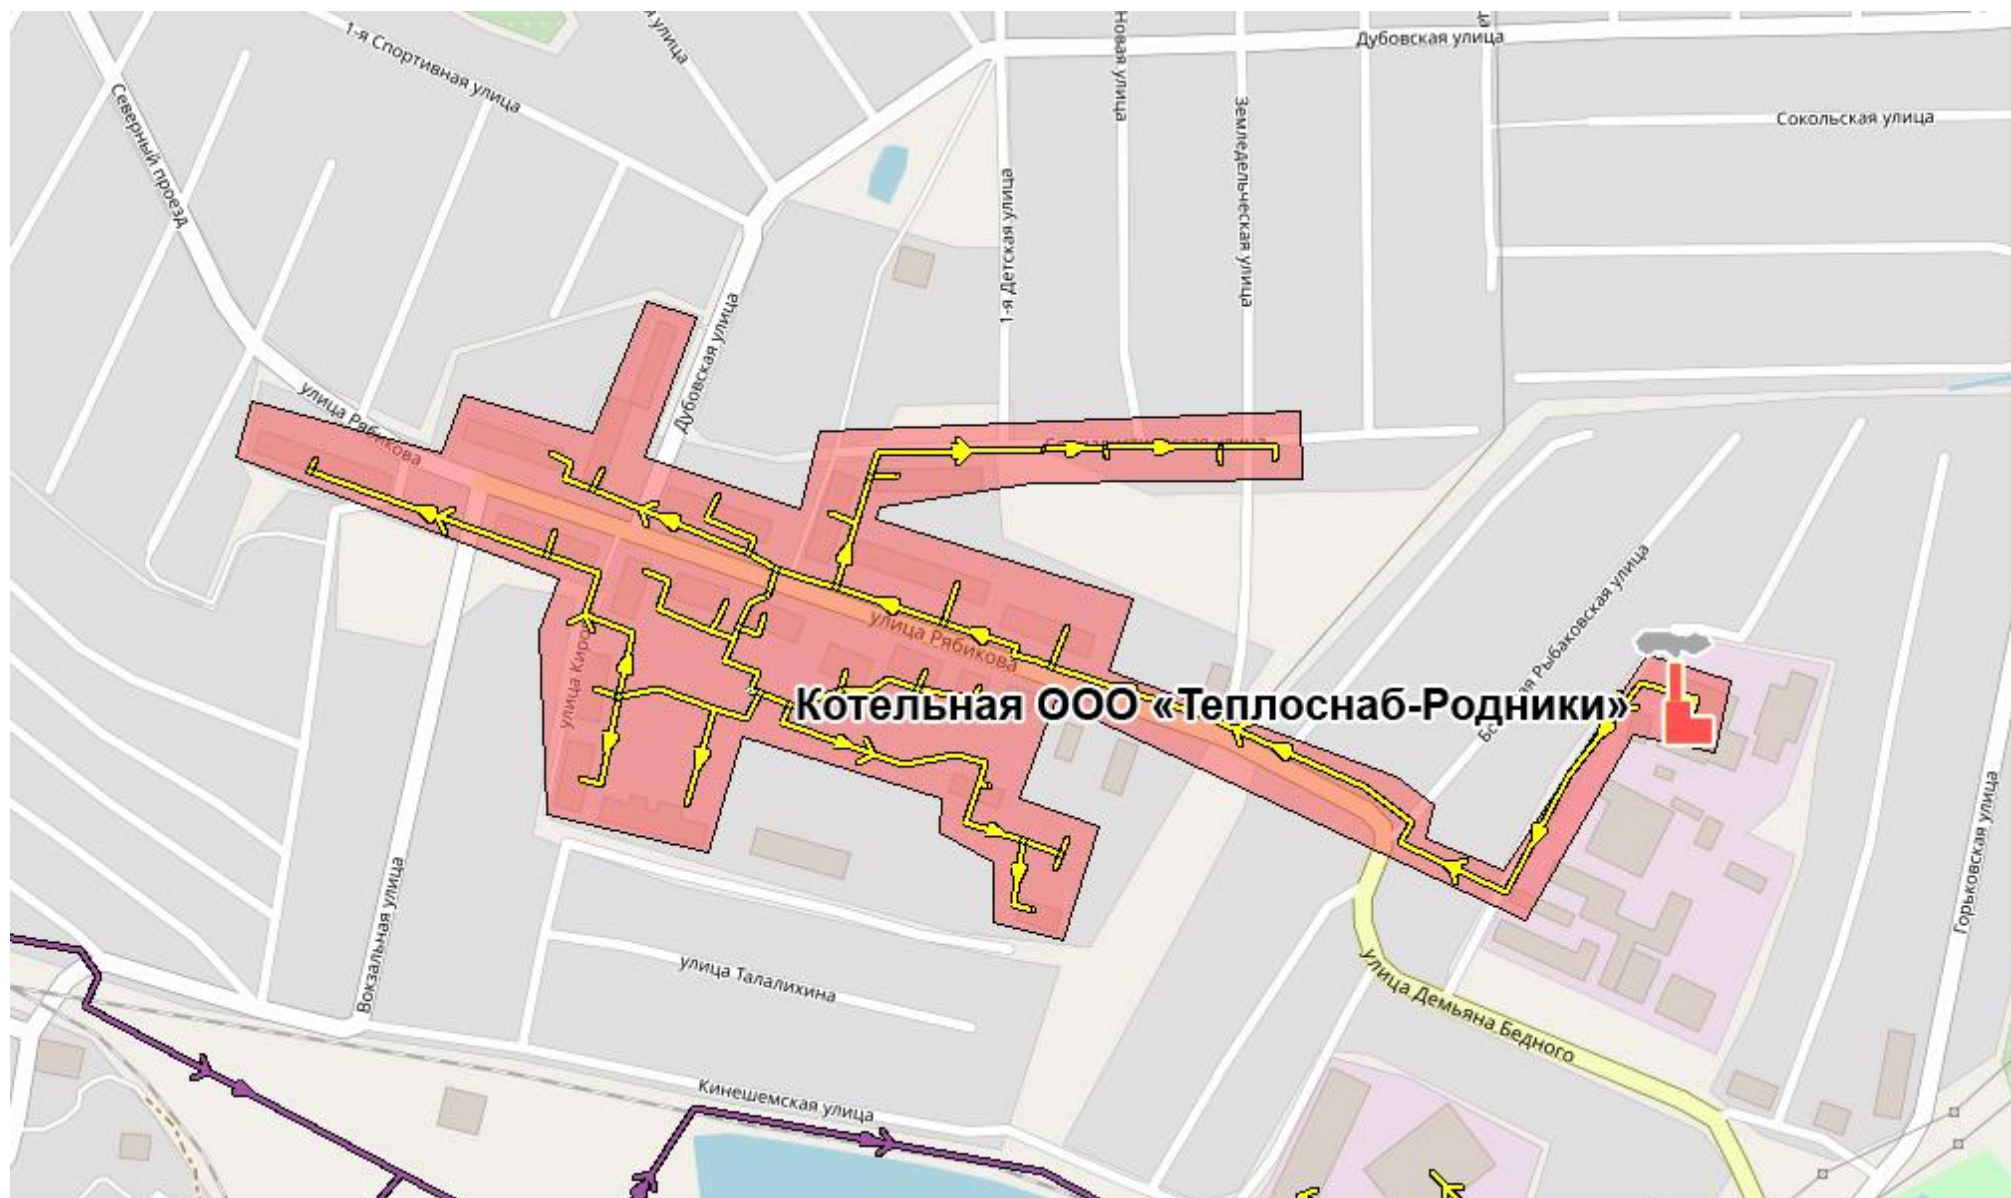 1-я Спортивная улица
улица
Новая улица
Дубовская улица
Северный проезд
Земледельческая улица
Сокольская улица
1-я Детская улица
Дубовская улица
улица Рябикова
улица Рябикова
улица
Котельная ООО «Теплоснаб-Родники»
Рыбаковская улица
Горьковская улица
Вокзальная улица
улица Талалихина
улица Демьяна Бедного
Кинешемская улица